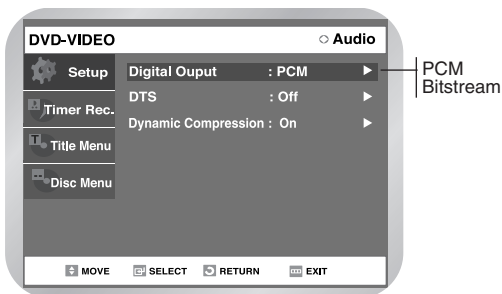 DVD-VIDEO Audio
Setup
Timer Rec.
Title Menu
Disc Menu
Digital Ouput : PCM
DTS : Off
Dynamic Compression : On
PCM
Bitstream
MOVE SELECT RETURN EXIT